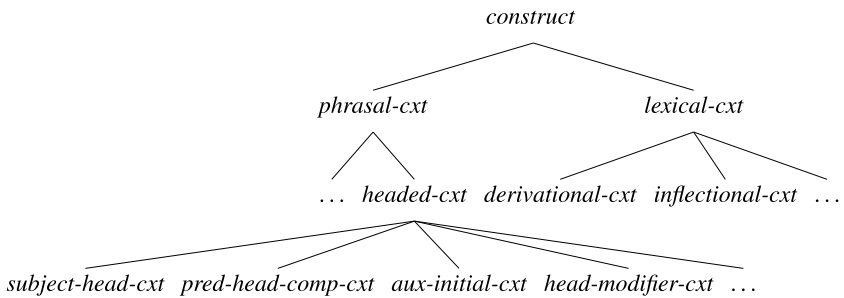 construct
phrasal-cxt lexical-cxt
... headed-cxt derivational-cxt inflectional-cxt ...
subject-head-cxt pred-head-comp-cxt aux-initial-cxt head-modifier-cxt ...